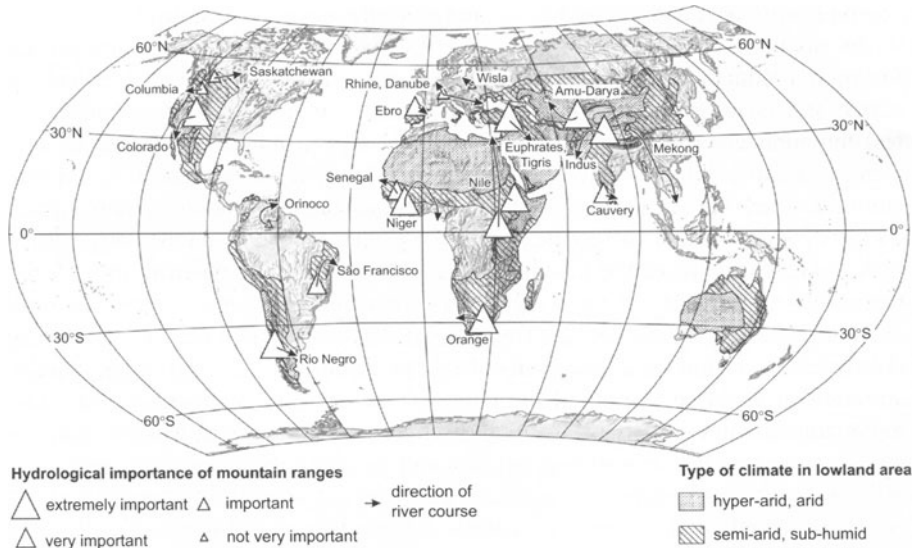 60°N
60°N
Saskatchewan
Rhine, Danube
Wisla
Columbia
Amu-Darya
Ebro
30°N
30°N
Colorado
Euphrates,
Tigris
Indus
Mekong
Senegal
Nile
Orinoco
Niger
Cauvery
0°
0°
São Francisco
30°S
Orange
30°S
Rio Negro
60°S
60°S
Hydrological importance of mountain ranges
extremely important
important
direction of
river course
very important
not very important
Type of climate in lowland area
hyper-arid, arid
semi-arid, sub-humid